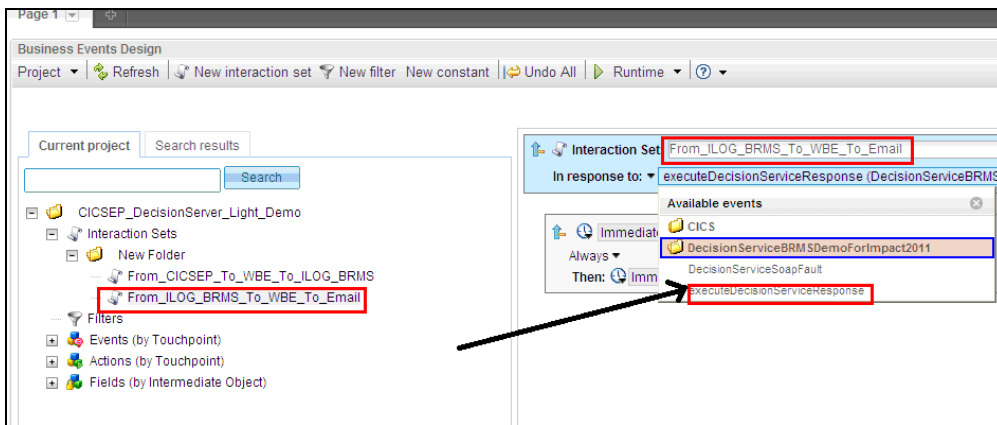 Page 1
Business Events Design
Project Refresh New interaction set New filter New constant Undo All Runtime
Current project Search results
Search
CICSEP_DecisionServer_Light_Demo
Interaction Sets
New Folder
From_CICSEP_To_WBE_To_ILOG_BRMS
From_ILOG_BRMS_To_WBE_To_Email
Filters
Events (by Touchpoint)
Actions (by Touchpoint)
Fields (by Intermediate Object)
Interaction Set From_ILOG_BRMS_To_WBE_To_Email
In response to: executeDecisionServiceResponse (DecisionServiceBRMS
Available events
CICS
DecisionServiceBRMSDemoForImpact2011
DecisionServiceSoapFault
executeDecisionServiceResponse
Immediat
Always
Then: Imm